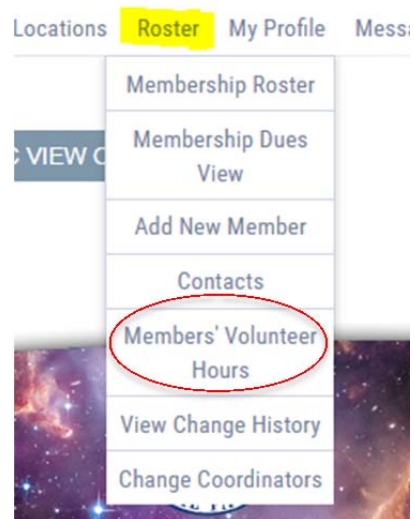 Locations Roster My Profile
VIEW
Membership Roster
Membership Dues
View
Add New Member
Contacts
Members' Volunteer
Hours
View Change History
Change Coordinators